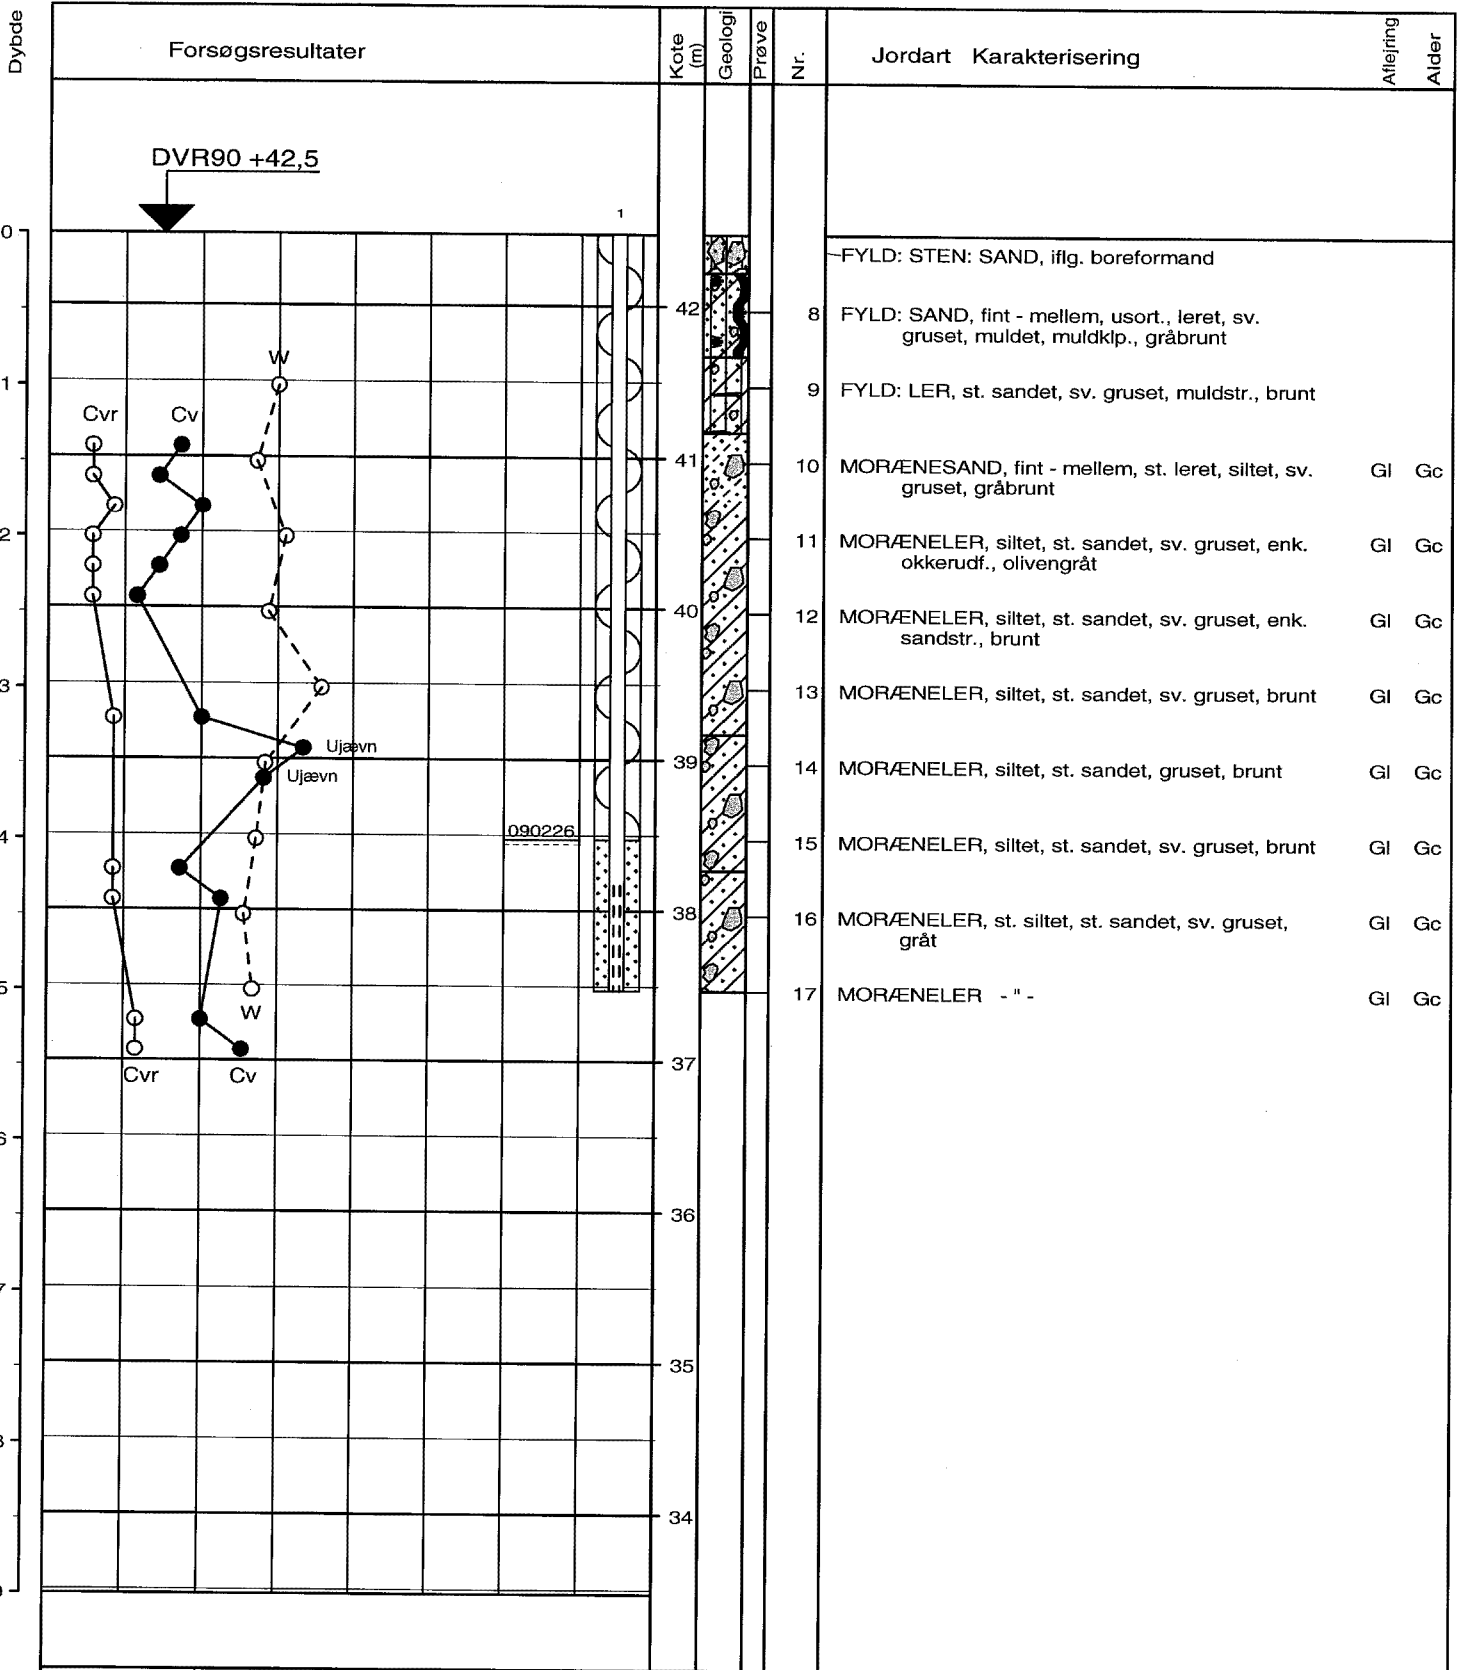 Dybde
Forsøgsresultater
Kote
(m)
Geologi
Prøve
Nr.
Jordart Karakterisering
Aflejring
Alder
DVR90 +42,5
1
0
FYLD: STEN: SAND, iflg. boreformand
42
8 FYLD: SAND, fint - mellem, usort., leret, sv.
gruset, muldet, muldklp., gråbrunt
W
1
9 FYLD: LER, st. sandet, sv. gruset, muldstr., brunt
Cvr Cv
41
10 MORÆNESAND, fint - mellem, st. leret, siltet, sv. Gl Gc
gruset, gråbrunt
2
11 MORÆNELER, siltet, st. sandet, sv. gruset, enk. Gl Gc
okkerudf., olivengråt
40
12 MORÆNELER, siltet, st. sandet, sv. gruset, enk. Gl Gc
sandstr., brunt
3
13 MORÆNELER, siltet, st. sandet, sv. gruset, brunt Gl Gc
Ujævn
39
14 MORÆNELER, siltet, st. sandet, gruset, brunt Gl Gc
Ujævn
4
090226
15 MORÆNELER, siltet, st. sandet, sv. gruset, brunt Gl Gc
38
16 MORÆNELER, st. siltet, st. sandet, sv. gruset, Gl Gc
gråt
5
17 MORÆNELER - " - Gl Gc
W
37
Cvr Cv
6
36
7
35
8
34